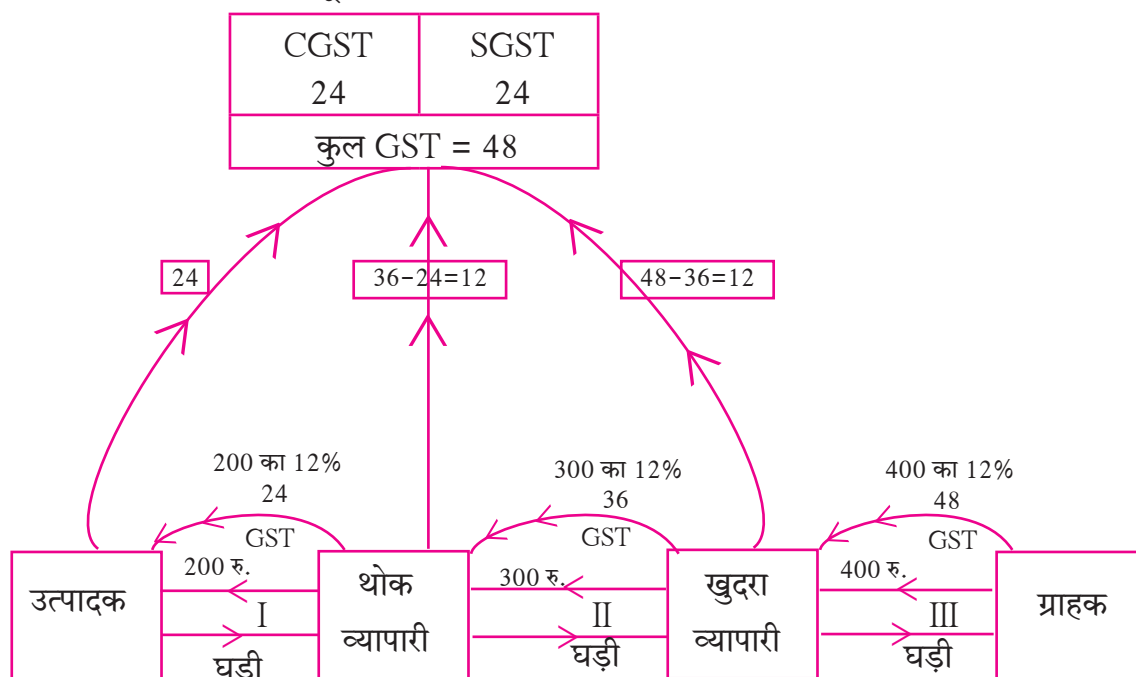 CGST SGST
24 24
कुल GST = 48
24 36-24=12 48-36=12
200 का 12% 300 का 12% 400 का 12%
24 36 48
GST GST GST
200 रु. 300 रु. 400 रु.
उत्पादक थोक व्यापारी खुदरा व्यापारी ग्राहक
I II III
घड़ी घड़ी घड़ी